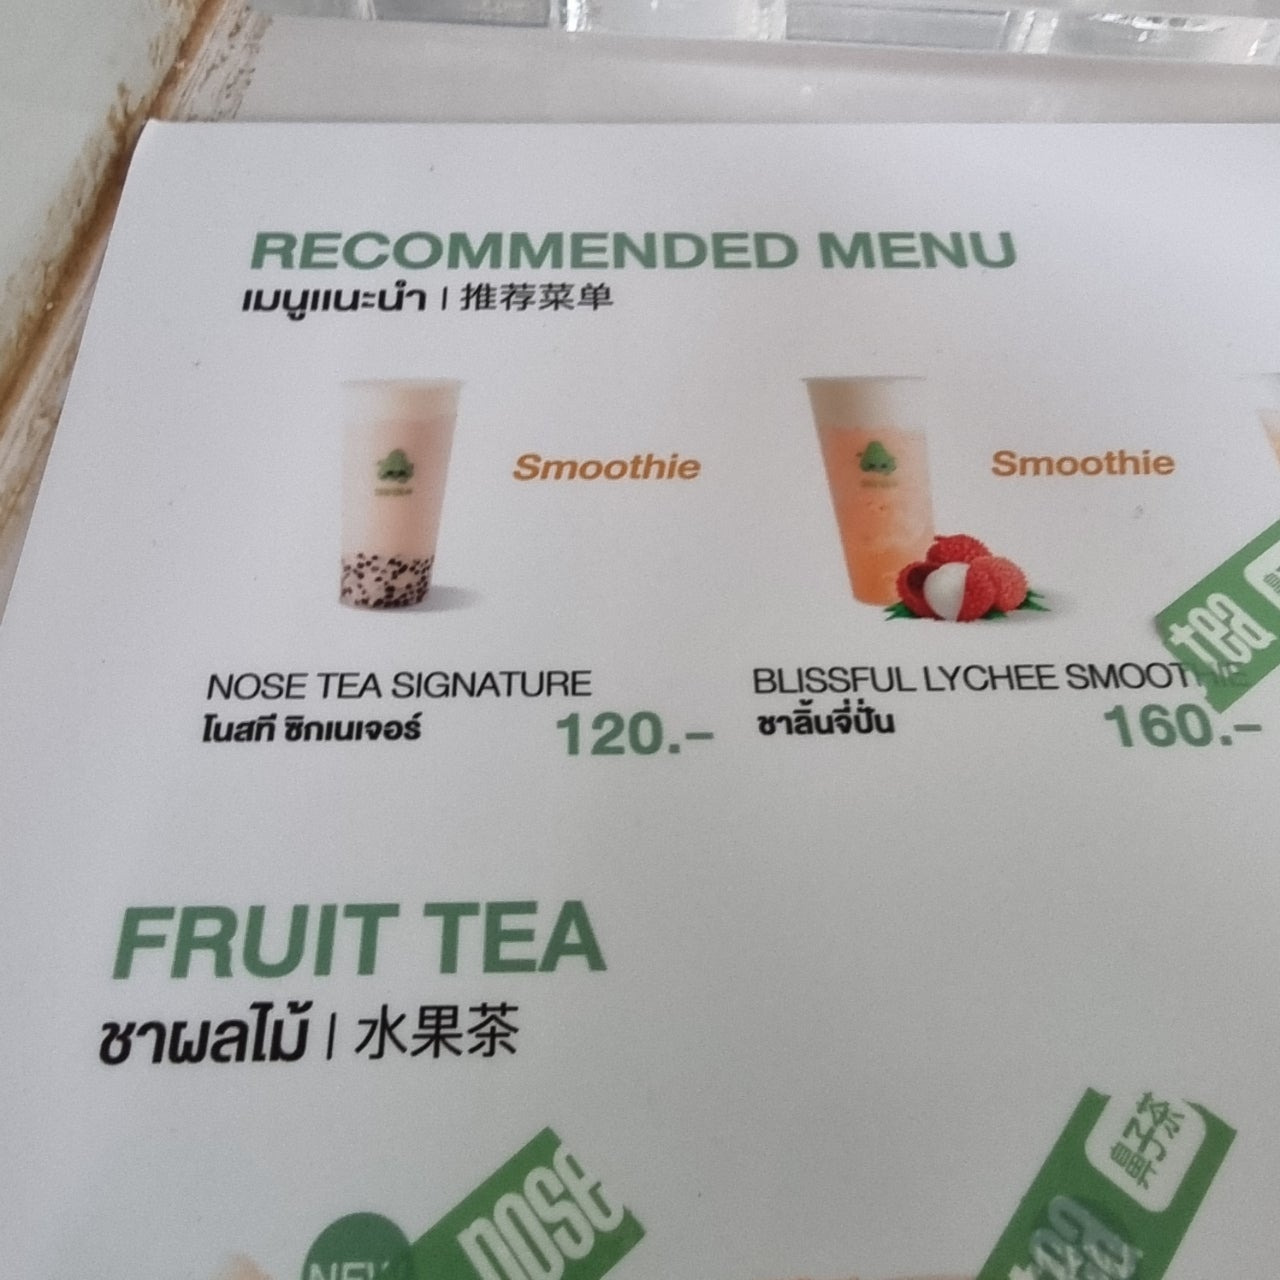 RECOMMENDED MENU
เมนูแนะนำ | 推荐菜单
Smoothie
Smoothie
NOSE TEA SIGNATURE
โนสที ซิกเนเจอร์
120.-
BLISSFUL LYCHEE SMOOTHIE
ชาลิ้นจี่ปั่น
160.-
tea
FRUIT TEA
ชาผลไม้ | 水果茶
nose
tea
鼻子茶
NEW